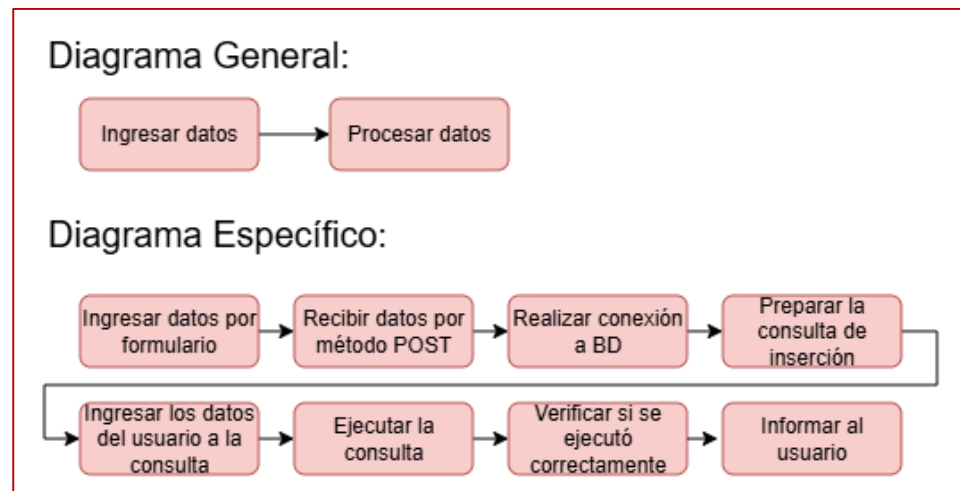 Diagrama General:
Ingresar datos
Procesar datos
Diagrama Específico:
Ingresar datos por
formulario
Recibir datos por
método POST
Realizar conexión
a BD
Preparar la
consulta de
inserción
Ingresar los datos
del usuario a la
consulta
Ejecutar la
consulta
Verificar si se
ejecutó
correctamente
Informar al
usuario